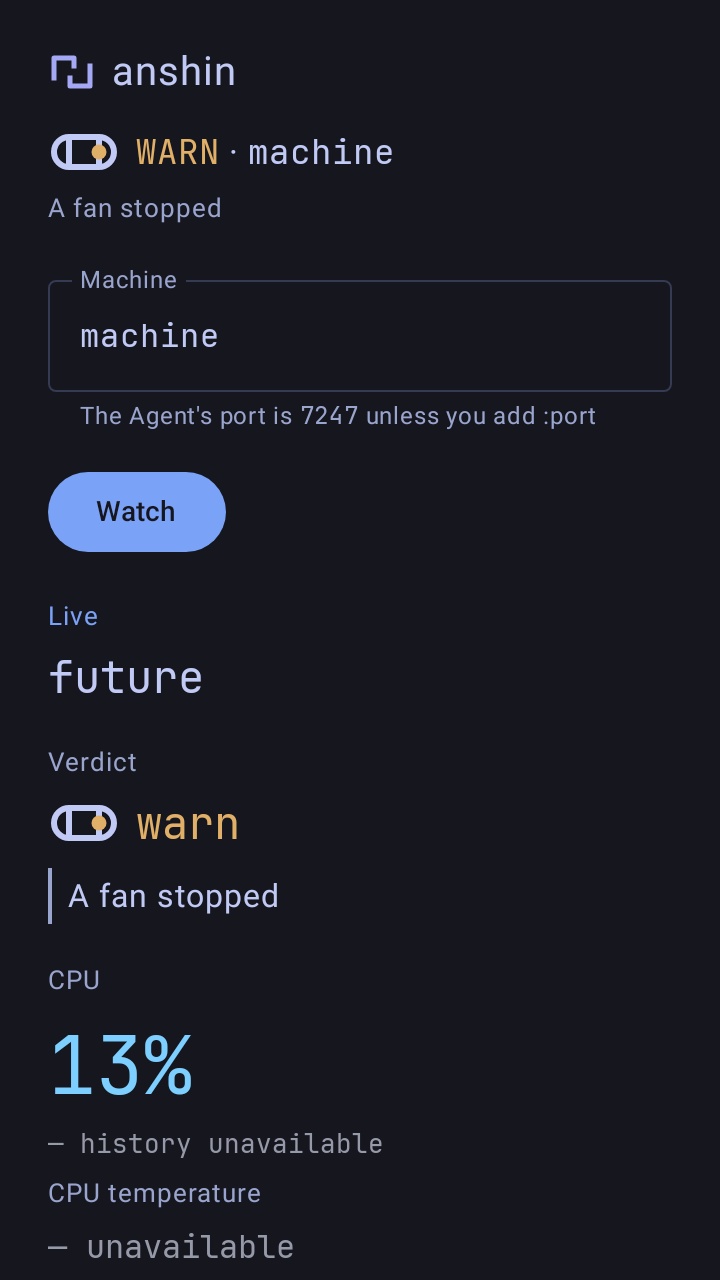 anshin
WARN · machine
A fan stopped
Machine
machine
The Agent's port is 7247 unless you add :port
Watch
Live
future
Verdict
warn
A fan stopped
CPU
13%
— history unavailable
CPU temperature
— unavailable